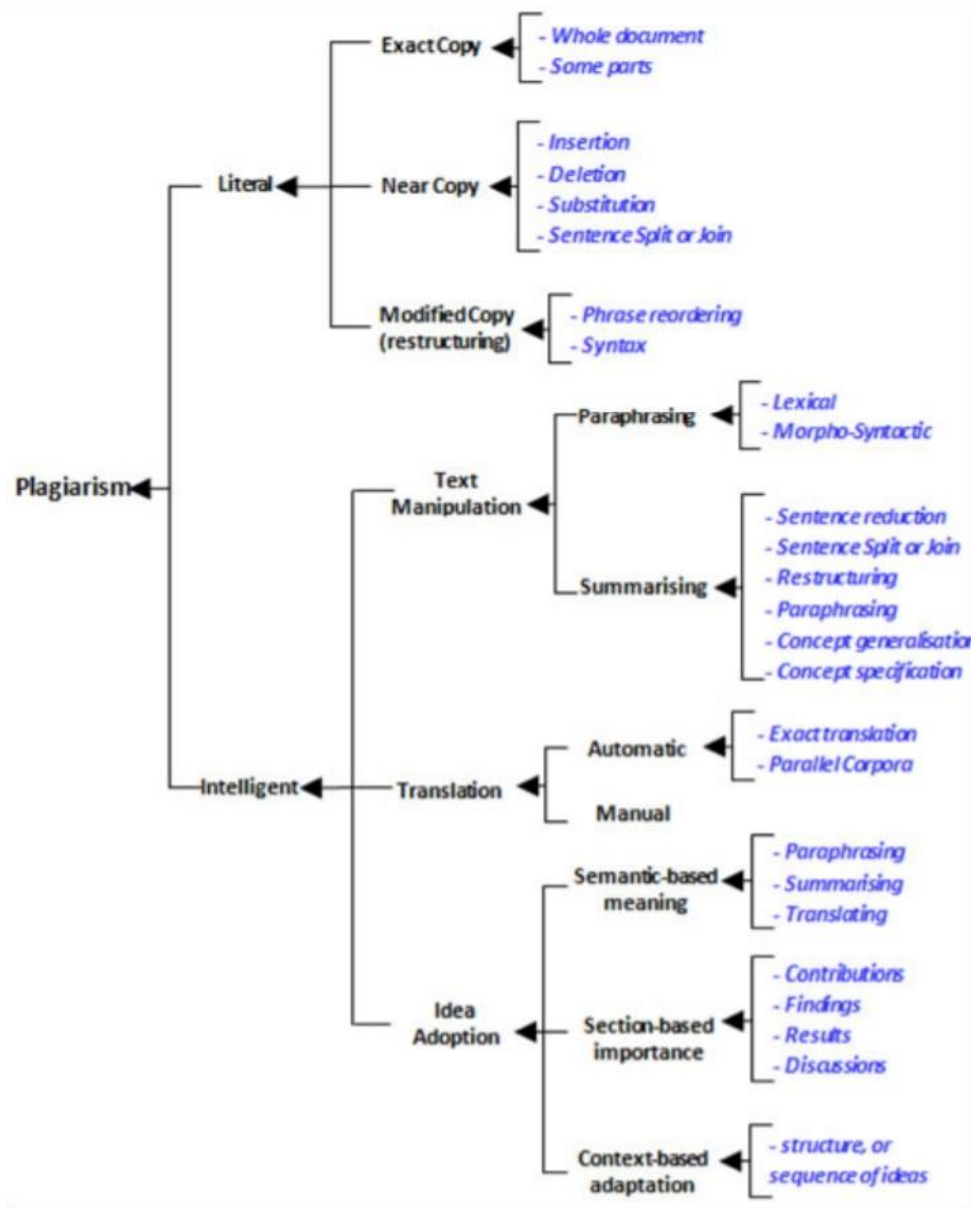 Exact Copy
- Whole document
- Some parts
Literal
Near Copy
- Insertion
- Deletion
- Substitution
- Sentence Split or Join
Modified Copy
(restructuring)
- Phrase reordering
- Syntax
Plagiarism
Text
Manipulation
Paraphrasing
- Lexical
- Morpho-Syntactic
Summarising
- Sentence reduction
- Sentence Split or Join
- Restructuring
- Paraphrasing
- Concept generalisation
- Concept specification
Intelligent
Translation
Automatic
- Exact translation
- Parallel Corpora
Manual
Idea
Adoption
Semantic-based
meaning
- Paraphrasing
- Summarising
- Translating
Section-based
importance
- Contributions
- Findings
- Results
- Discussions
Context-based
adaptation
- structure, or
sequence of ideas